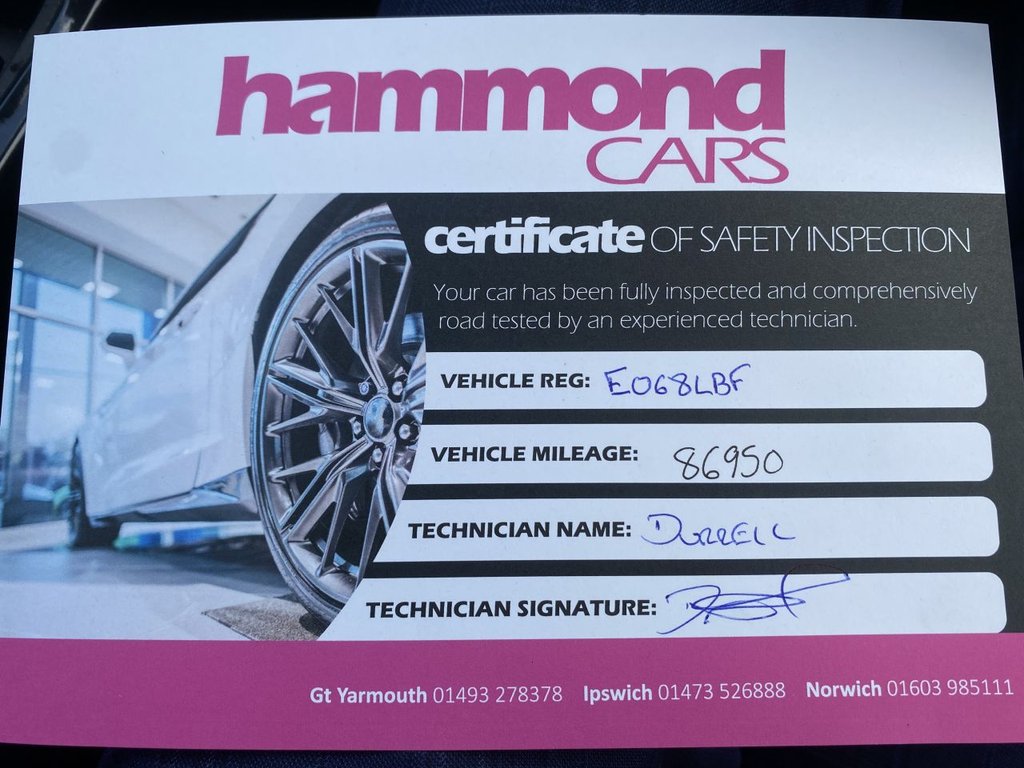 hammond
CARS
certificate OF SAFETY INSPECTION
Your car has been fully inspected and comprehensively
road tested by an experienced technician.
VEHICLE REG: EO68LBF
VEHICLE MILEAGE: 86950
TECHNICIAN NAME: DURRELL
TECHNICIAN SIGNATURE:
Gt Yarmouth 01493 278378 Ipswich 01473 526888 Norwich 01603 985111